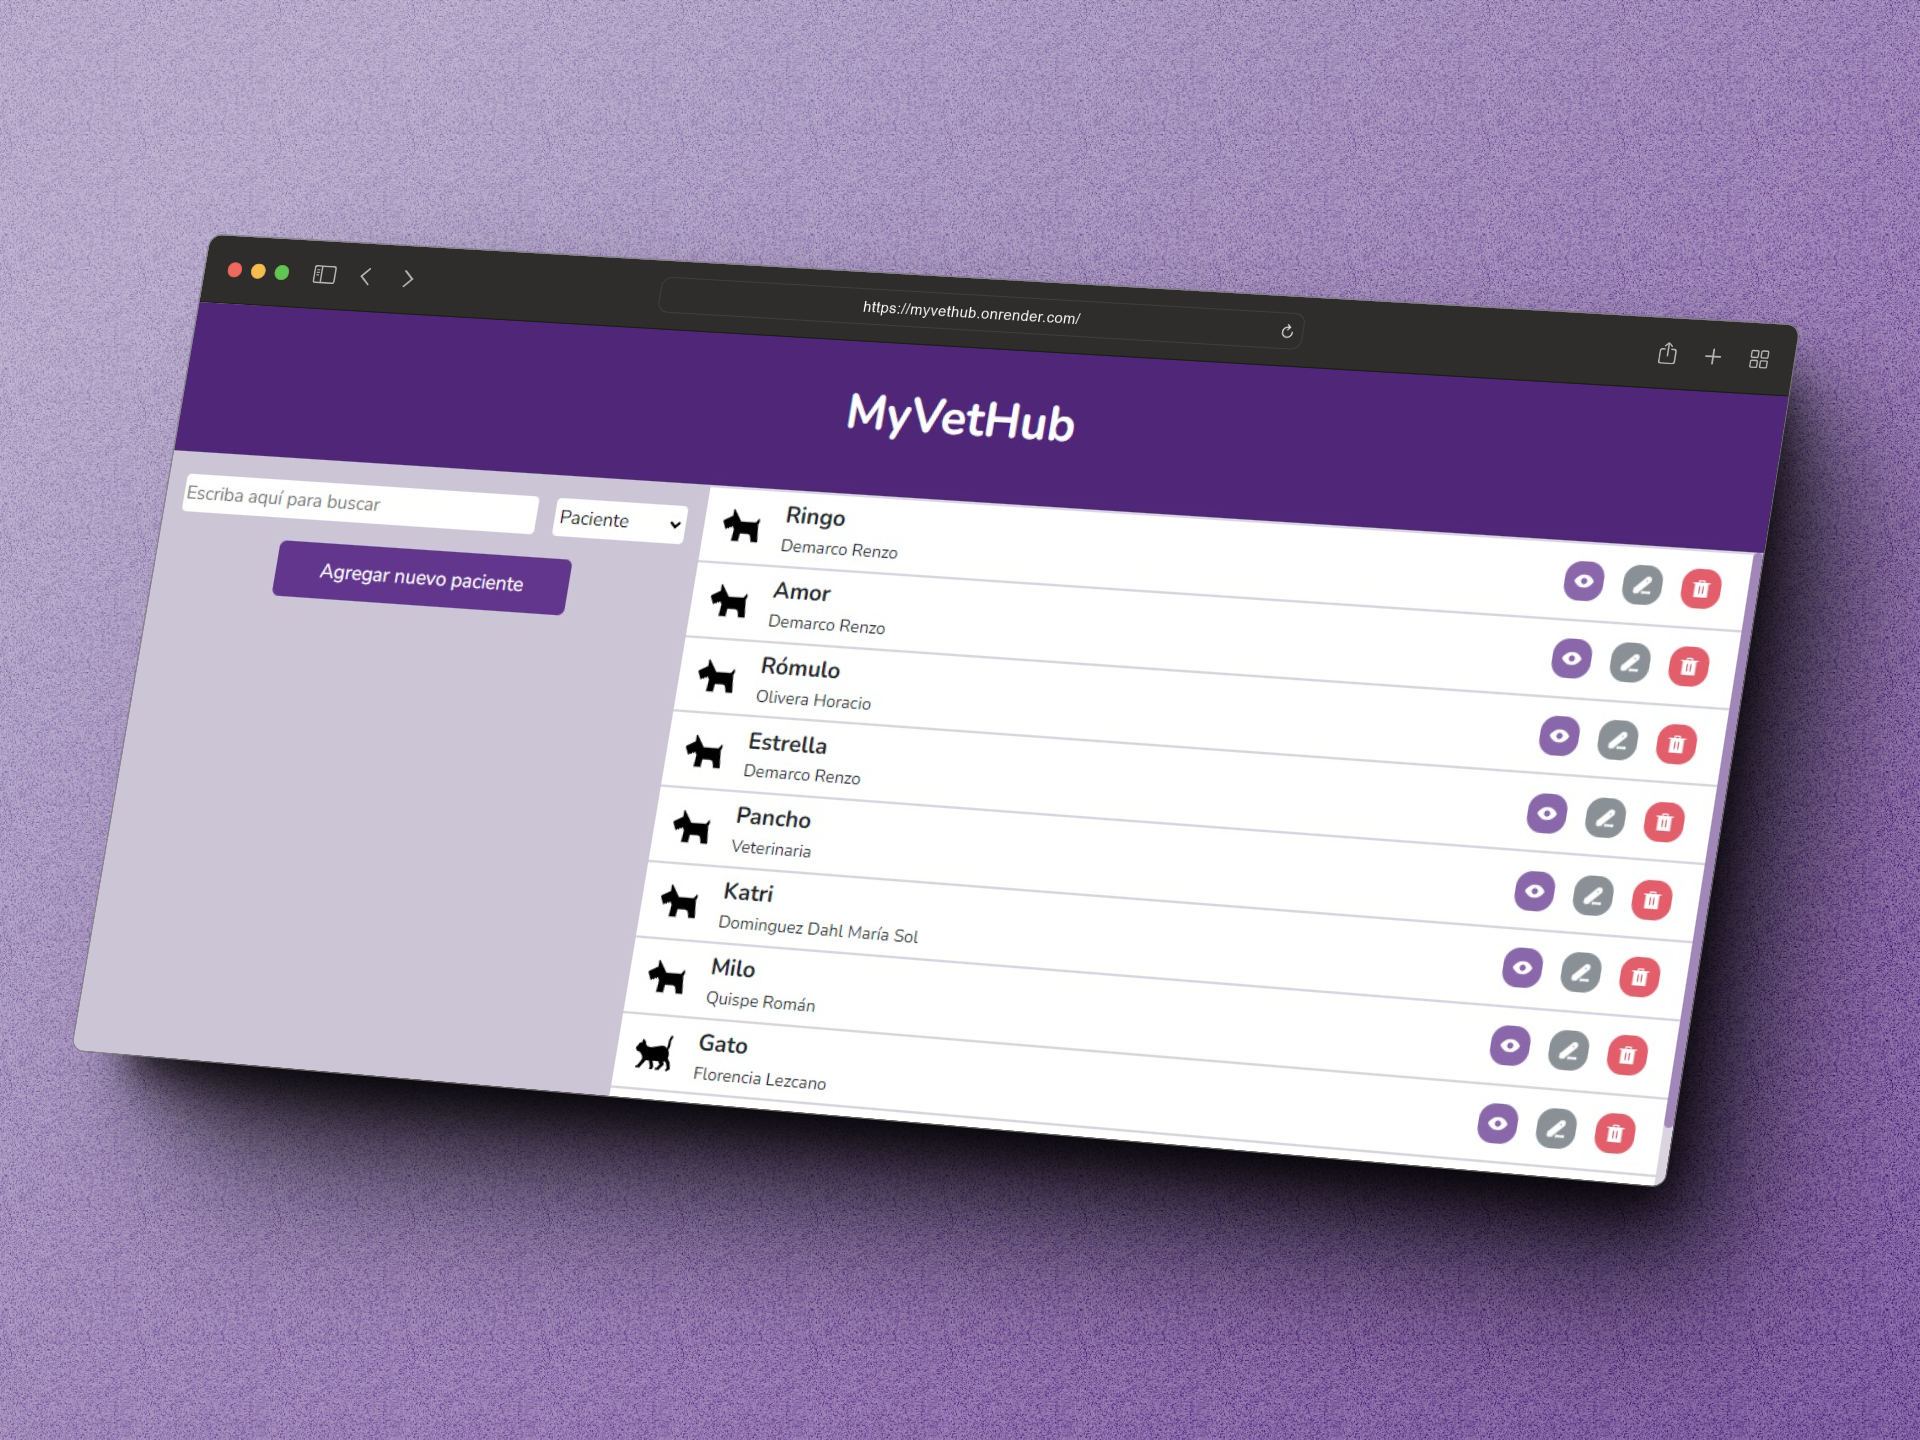 https://myvethub.onrender.com/
MyVetHub
Escriba aquí para buscar
Paciente
Agregar nuevo paciente
Ringo
Demarco Renzo
Amor
Demarco Renzo
Rómulo
Olivera Horacio
Estrella
Demarco Renzo
Pancho
Veterinaria
Katri
Dominguez Dahl María Sol
Milo
Quispe Román
Gato
Florencia Lezcano